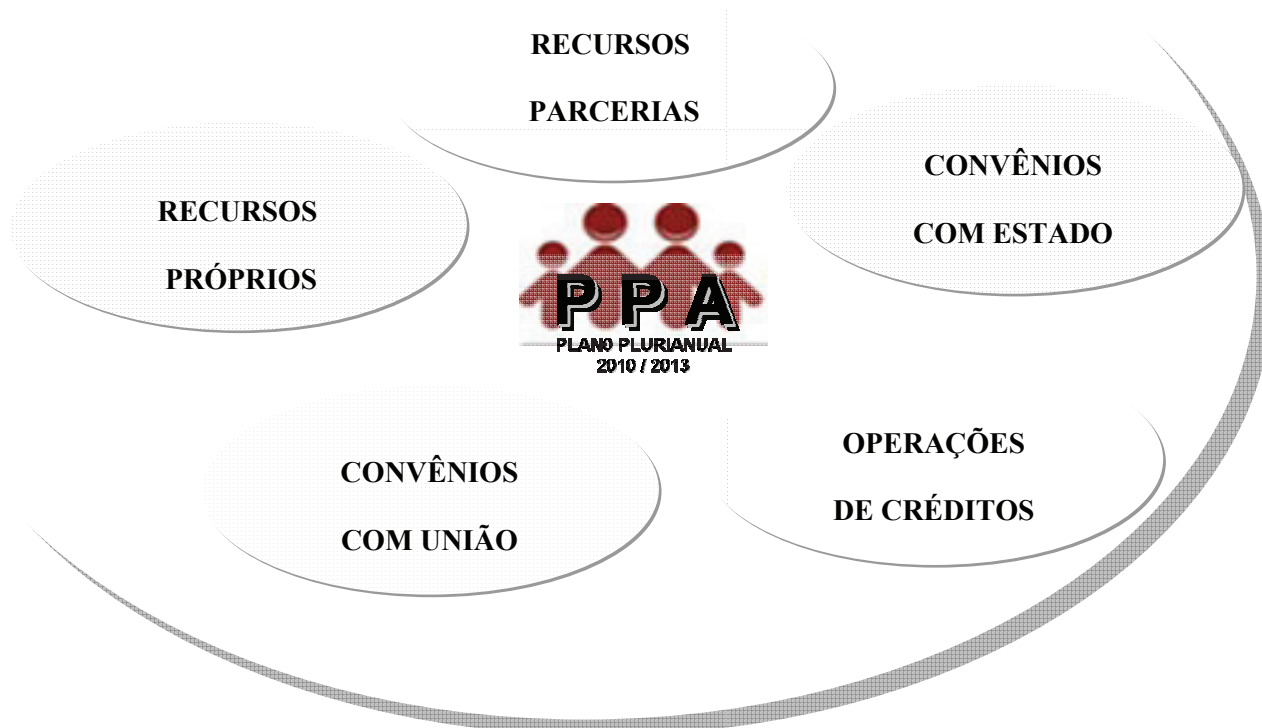 RECURSOS
PARCERIAS
CONVÊNIOS
COM ESTADO
RECURSOS
PRÓPRIOS
PPA
PLANO PLURIANUAL
2010 / 2013
OPERAÇÕES
DE CRÉDITOS
CONVÊNIOS
COM UNIÃO